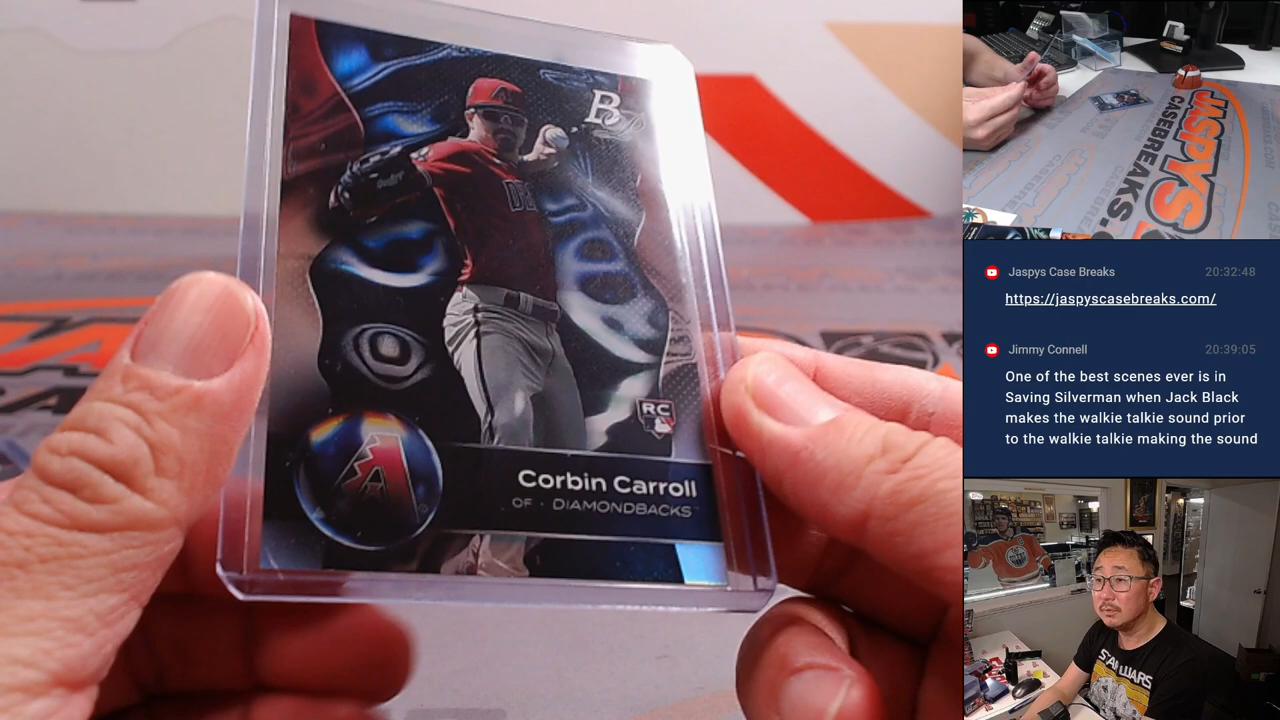 B
RC
Corbin Carroll
OF · DIAMONDBACKS
JASPYS
CASEBREAKS.
Jaspys Case Breaks 20:32:48
https://jaspyscasebreaks.com/
Jimmy Connell 20:39:05
One of the best scenes ever is in
Saving Silverman when Jack Black
makes the walkie talkie sound prior
to the walkie talkie making the sound